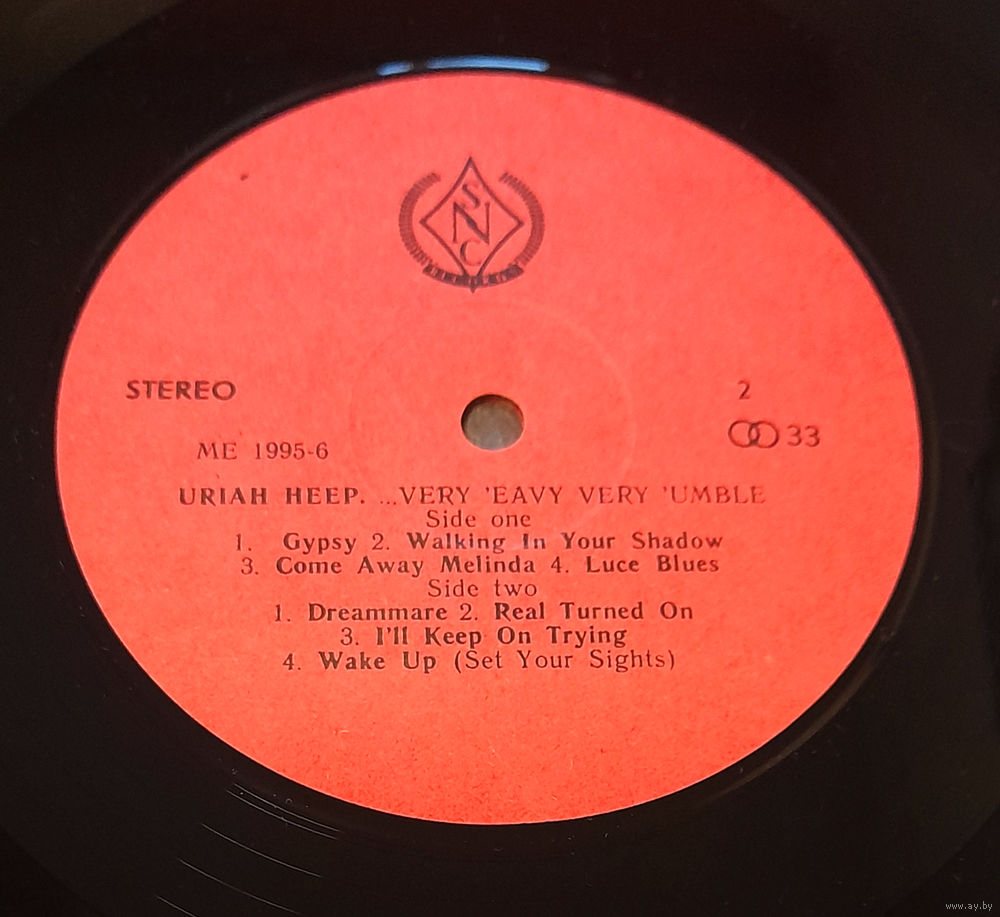 S
N
C
RECORDS
STEREO
2
33
ME 1995-6
URIAH HEEP. ...VERY 'EAVY VERY 'UMBLE
Side one
1. Gypsy 2. Walking In Your Shadow
3. Come Away Melinda 4. Luce Blues
Side two
1. Dreammare 2. Real Turned On
3. I'll Keep On Trying
4. Wake Up (Set Your Sights)
www.ay.by